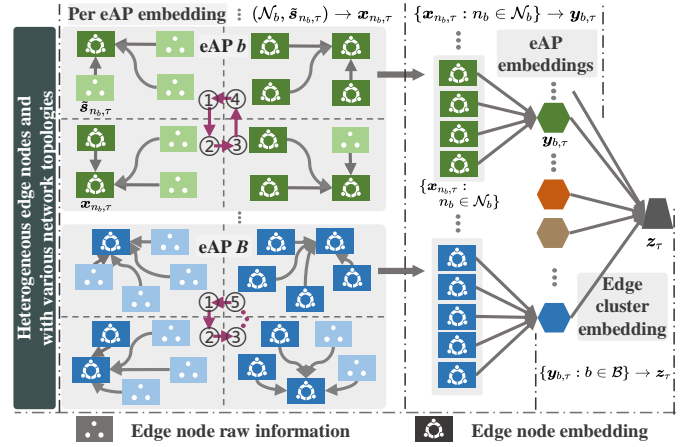 Heterogeneous edge nodes and
with various network topologies
Per eAP embedding
(𝒩_b, s̃_{n_b,τ}) → x_{n_b,τ}
eAP b
s̃_{n_b,τ}
1 4
2 3
x_{n_b,τ}
eAP B
1 5
2 3
{x_{n_b,τ} : n_b ∈ 𝒩_b} → y_{b,τ}
eAP
embeddings
y_{b,τ}
{x_{n_b,τ} :
n_b ∈ 𝒩_b}
z_τ
Edge
cluster
embedding
{y_{b,τ} : b ∈ ℬ} → z_τ
Edge node raw information
Edge node embedding